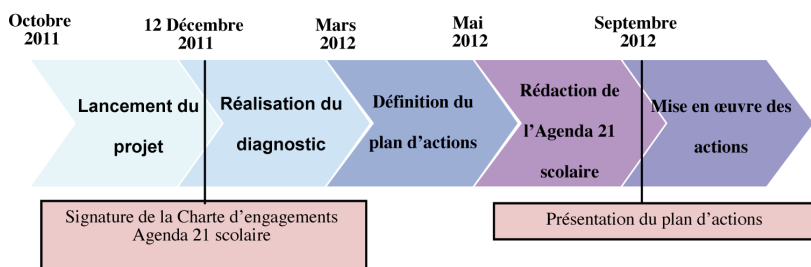 Octobre
2011
12 Décembre
2011
Mars
2012
Mai
2012
Septembre
2012
Lancement du
projet
Réalisation du
diagnostic
Définition du
plan d’actions
Rédaction de
l’Agenda 21
scolaire
Mise en œuvre des
actions
Signature de la Charte d’engagements
Agenda 21 scolaire
Présentation du plan d’actions